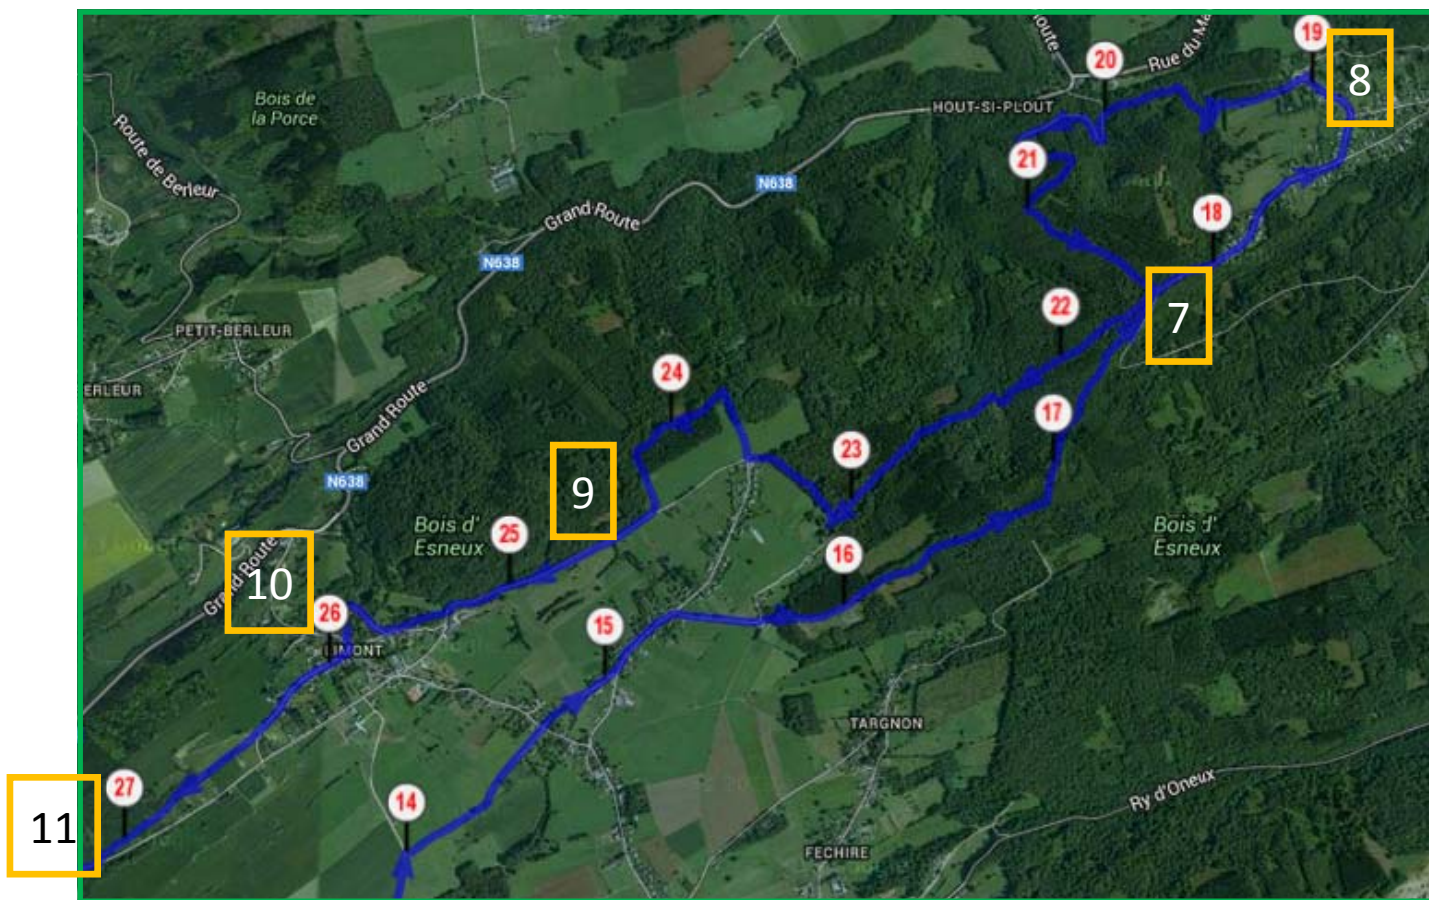 oute
Rue du Ma
19
8
20
Bois de
la Porce
HOUT-SI-PLOUT
Route de Berleur
21
N638
18
Grand Route
N638
7
22
PETIT-BERLEUR
24
ERLEUR
17
Grand Route
23
9
N638
Bois d'
Esneux
25
Bois d'
Esneux
16
Grand Route
10
26
15
LIMONT
TARGNON
27
14
Ry d'Oneux
11
FECHIRE